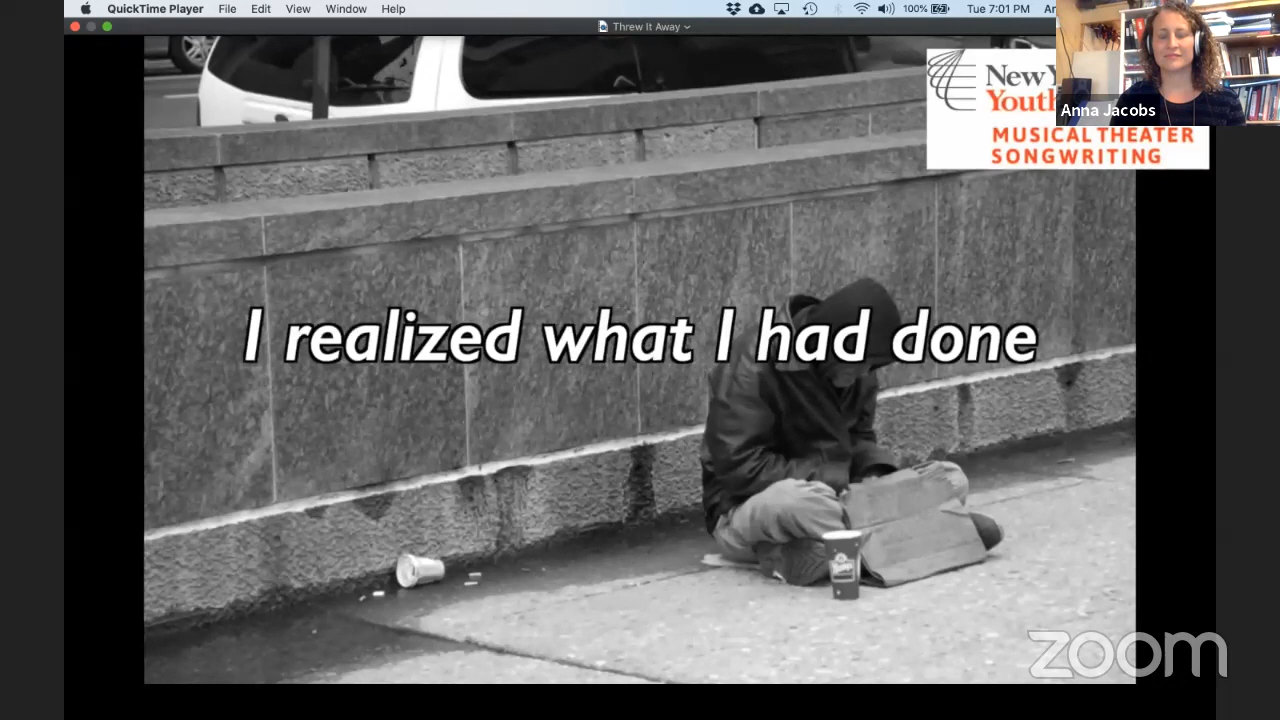 QuickTime Player File Edit View Window Help 100% Tue 7:01 PM
Threw It Away
New
Youth
MUSICAL THEATER
SONGWRITING
Anna Jacobs
I realized what I had done
zoom